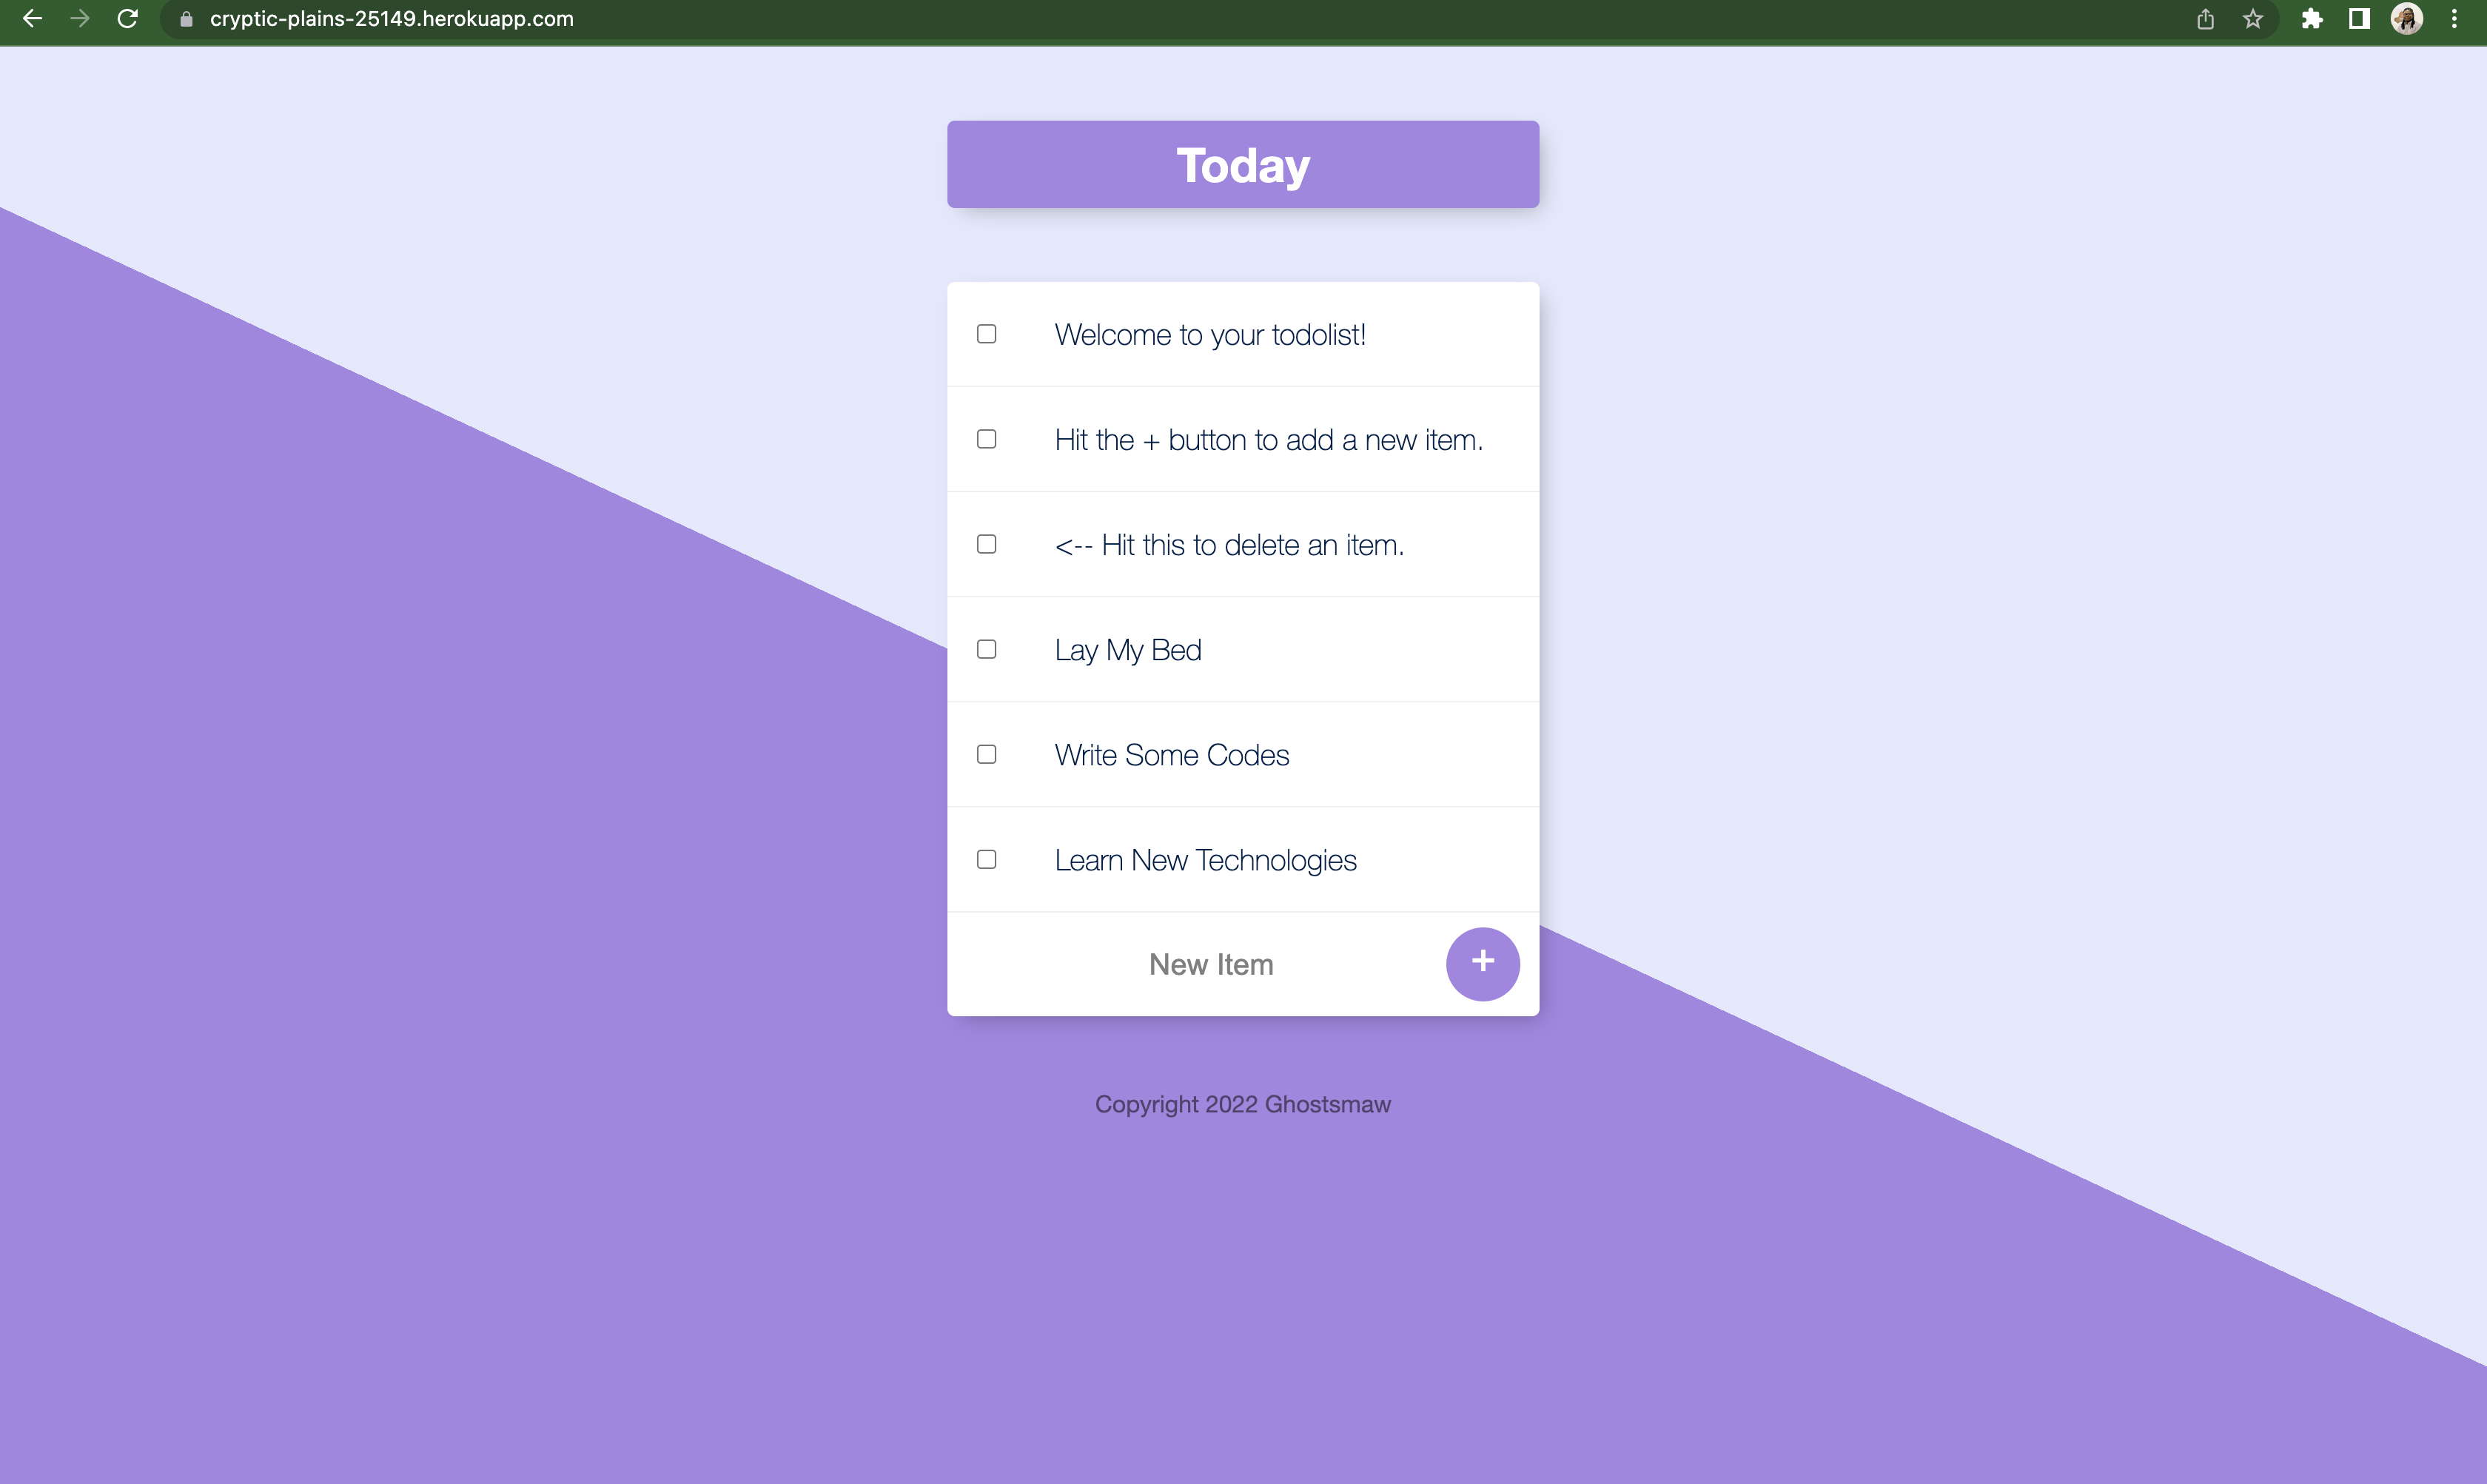 cryptic-plains-25149.herokuapp.com
Today
Welcome to your todolist!
Hit the + button to add a new item.
<-- Hit this to delete an item.
Lay My Bed
Write Some Codes
Learn New Technologies
New Item +
Copyright 2022 Ghostsmaw